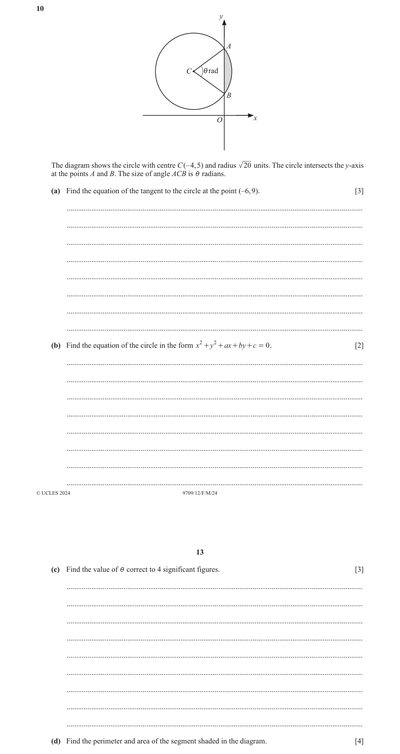 10
y
A
C
θ rad
B
O
x
The diagram shows the circle with centre C(−4, 5) and radius √20 units. The circle intersects the y-axis
at the points A and B. The size of angle ACB is θ radians.
(a) Find the equation of the tangent to the circle at the point (−6, 9). [3]
(b) Find the equation of the circle in the form x² + y² + ax + by + c = 0. [2]
© UCLES 2024 9709/12/F/M/24
13
(c) Find the value of θ correct to 4 significant figures. [3]
(d) Find the perimeter and area of the segment shaded in the diagram. [4]